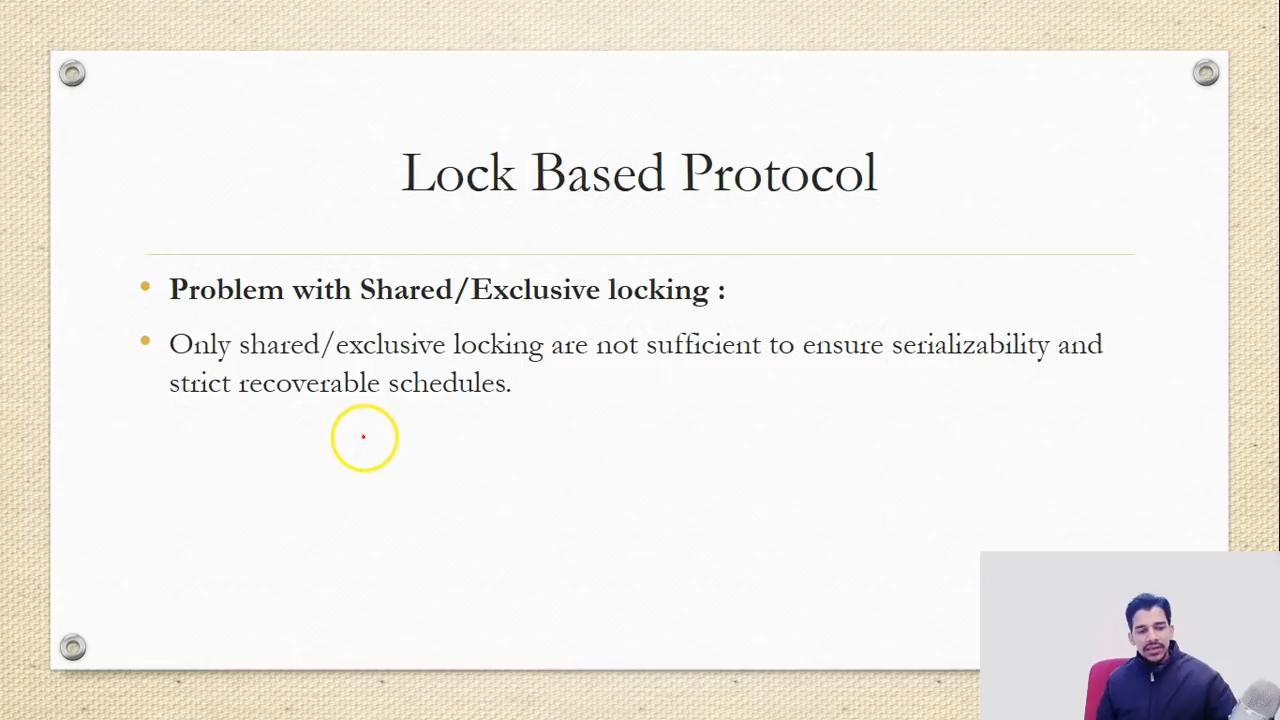 Lock Based Protocol
• Problem with Shared/Exclusive locking :
• Only shared/exclusive locking are not sufficient to ensure serializability and
strict recoverable schedules.